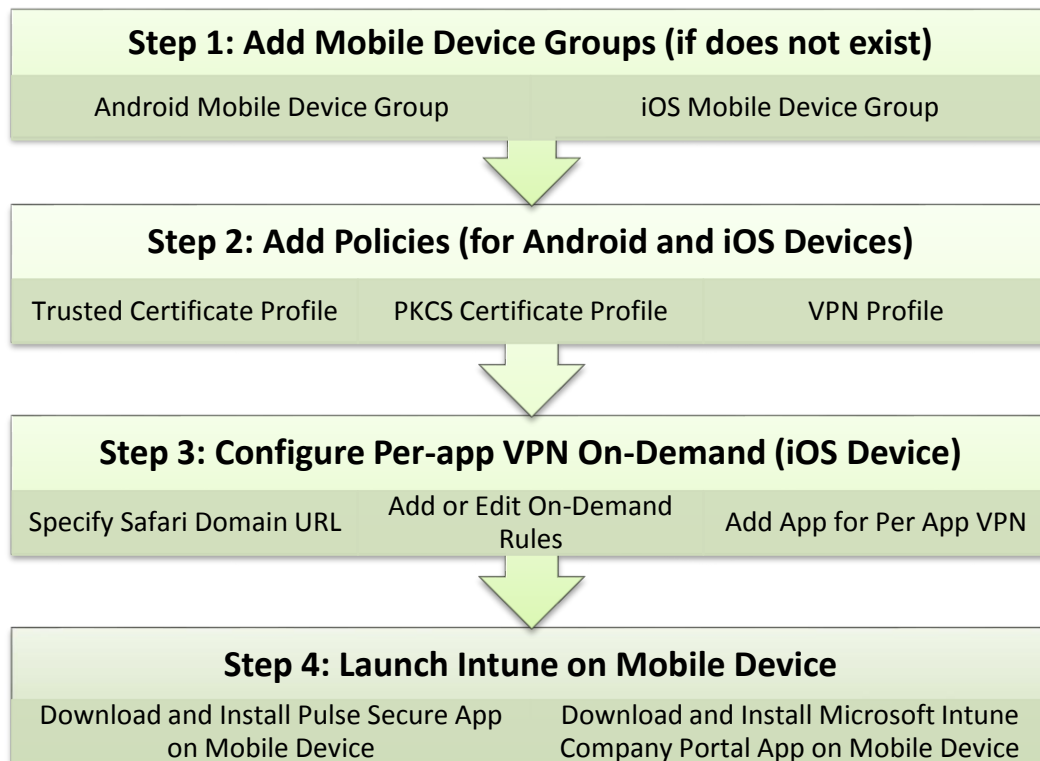 Step 1: Add Mobile Device Groups (if does not exist)
Android Mobile Device Group
iOS Mobile Device Group
Step 2: Add Policies (for Android and iOS Devices)
Trusted Certificate Profile
PKCS Certificate Profile
VPN Profile
Step 3: Configure Per-app VPN On-Demand (iOS Device)
Specify Safari Domain URL
Add or Edit On-Demand
Rules
Add App for Per App VPN
Step 4: Launch Intune on Mobile Device
Download and Install Pulse Secure App
on Mobile Device
Download and Install Microsoft Intune
Company Portal App on Mobile Device